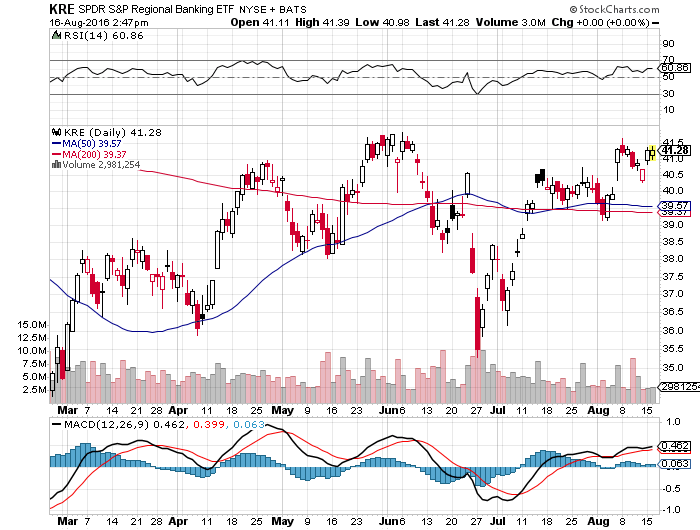 KRE SPDR S&P Regional Banking ETF NYSE + BATS © StockCharts.com
16-Aug-2016 2:47pm Open 41.11 High 41.39 Low 40.98 Last 41.28 Volume 3.0M Chg +0.00 (+0.00%)
RSI(14) 60.86
90
70
60.86
50
30
10
KRE (Daily) 41.28
MA(50) 39.57
MA(200) 39.37
Volume 2,981,254
41.5
41.28
41.0
40.5
40.0
39.57
39.37
39.0
38.5
38.0
37.5
37.0
36.5
36.0
35.5
35.0
15.0M
12.5M
10.0M
7.5M
5.0M
2.5M
2981254
Mar 7 14 21 28 Apr 11 18 25 May 9 16 23 Jun 6 13 20 27 Jul 11 18 25 Aug 8 15
MACD(12,26,9) 0.462, 0.399, 0.063
1.0
0.462
0.063
-0.5
-1.0
Mar 7 14 21 28 Apr 11 18 25 May 9 16 23 Jun 6 13 20 27 Jul 11 18 25 Aug 8 15